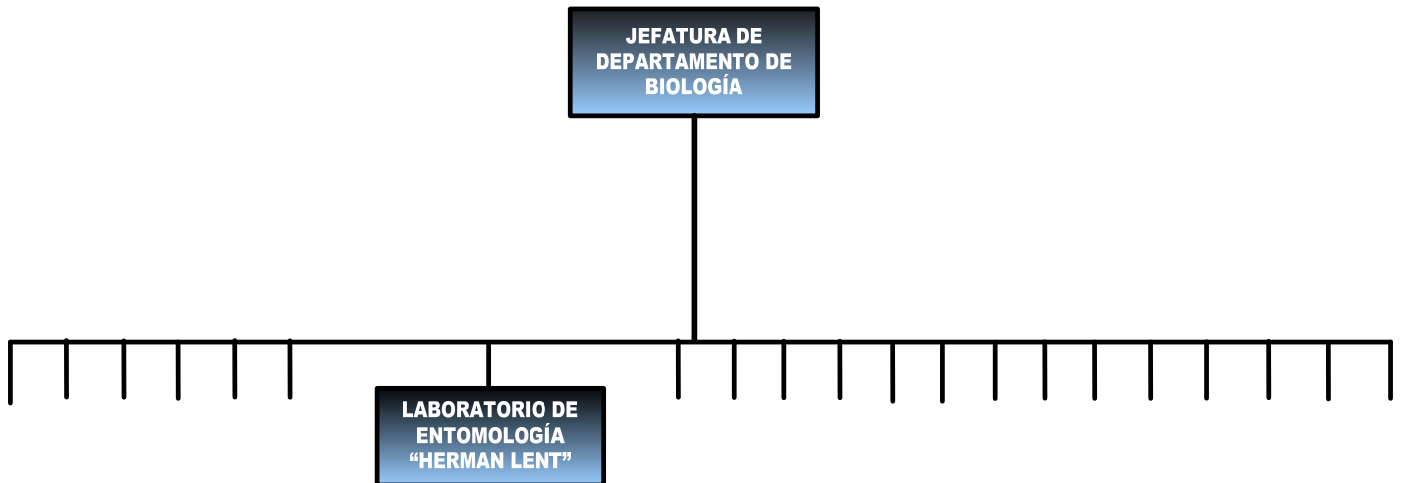 JEFATURA DE
DEPARTAMENTO DE
BIOLOGÍA
LABORATORIO DE
ENTOMOLOGÍA
“HERMAN LENT”